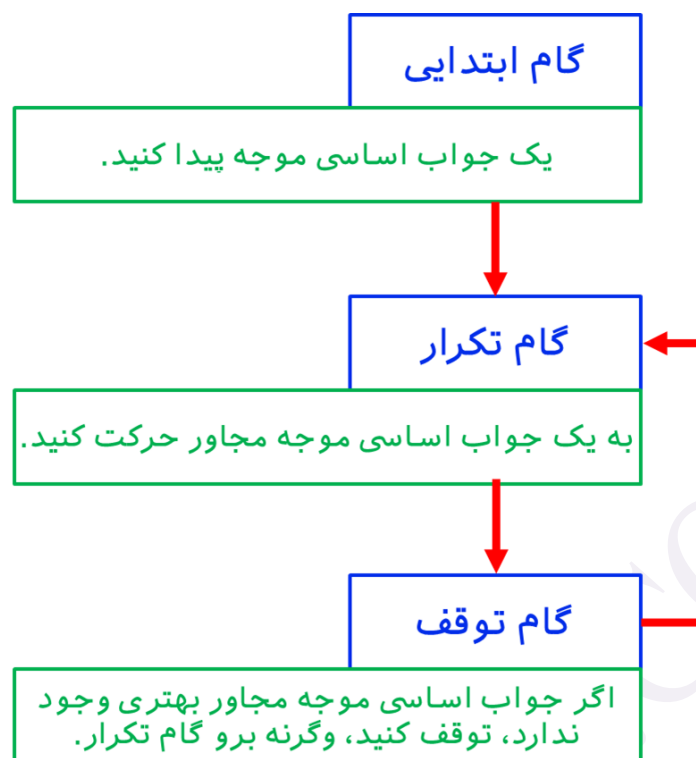 گام ابتدایی
یک جواب اساسی موجه پیدا کنید.
گام تکرار
به یک جواب اساسی موجه مجاور حرکت کنید.
گام توقف
اگر جواب اساسی موجه مجاور بهتری وجود
ندارد، توقف کنید، وگرنه برو گام تکرار.